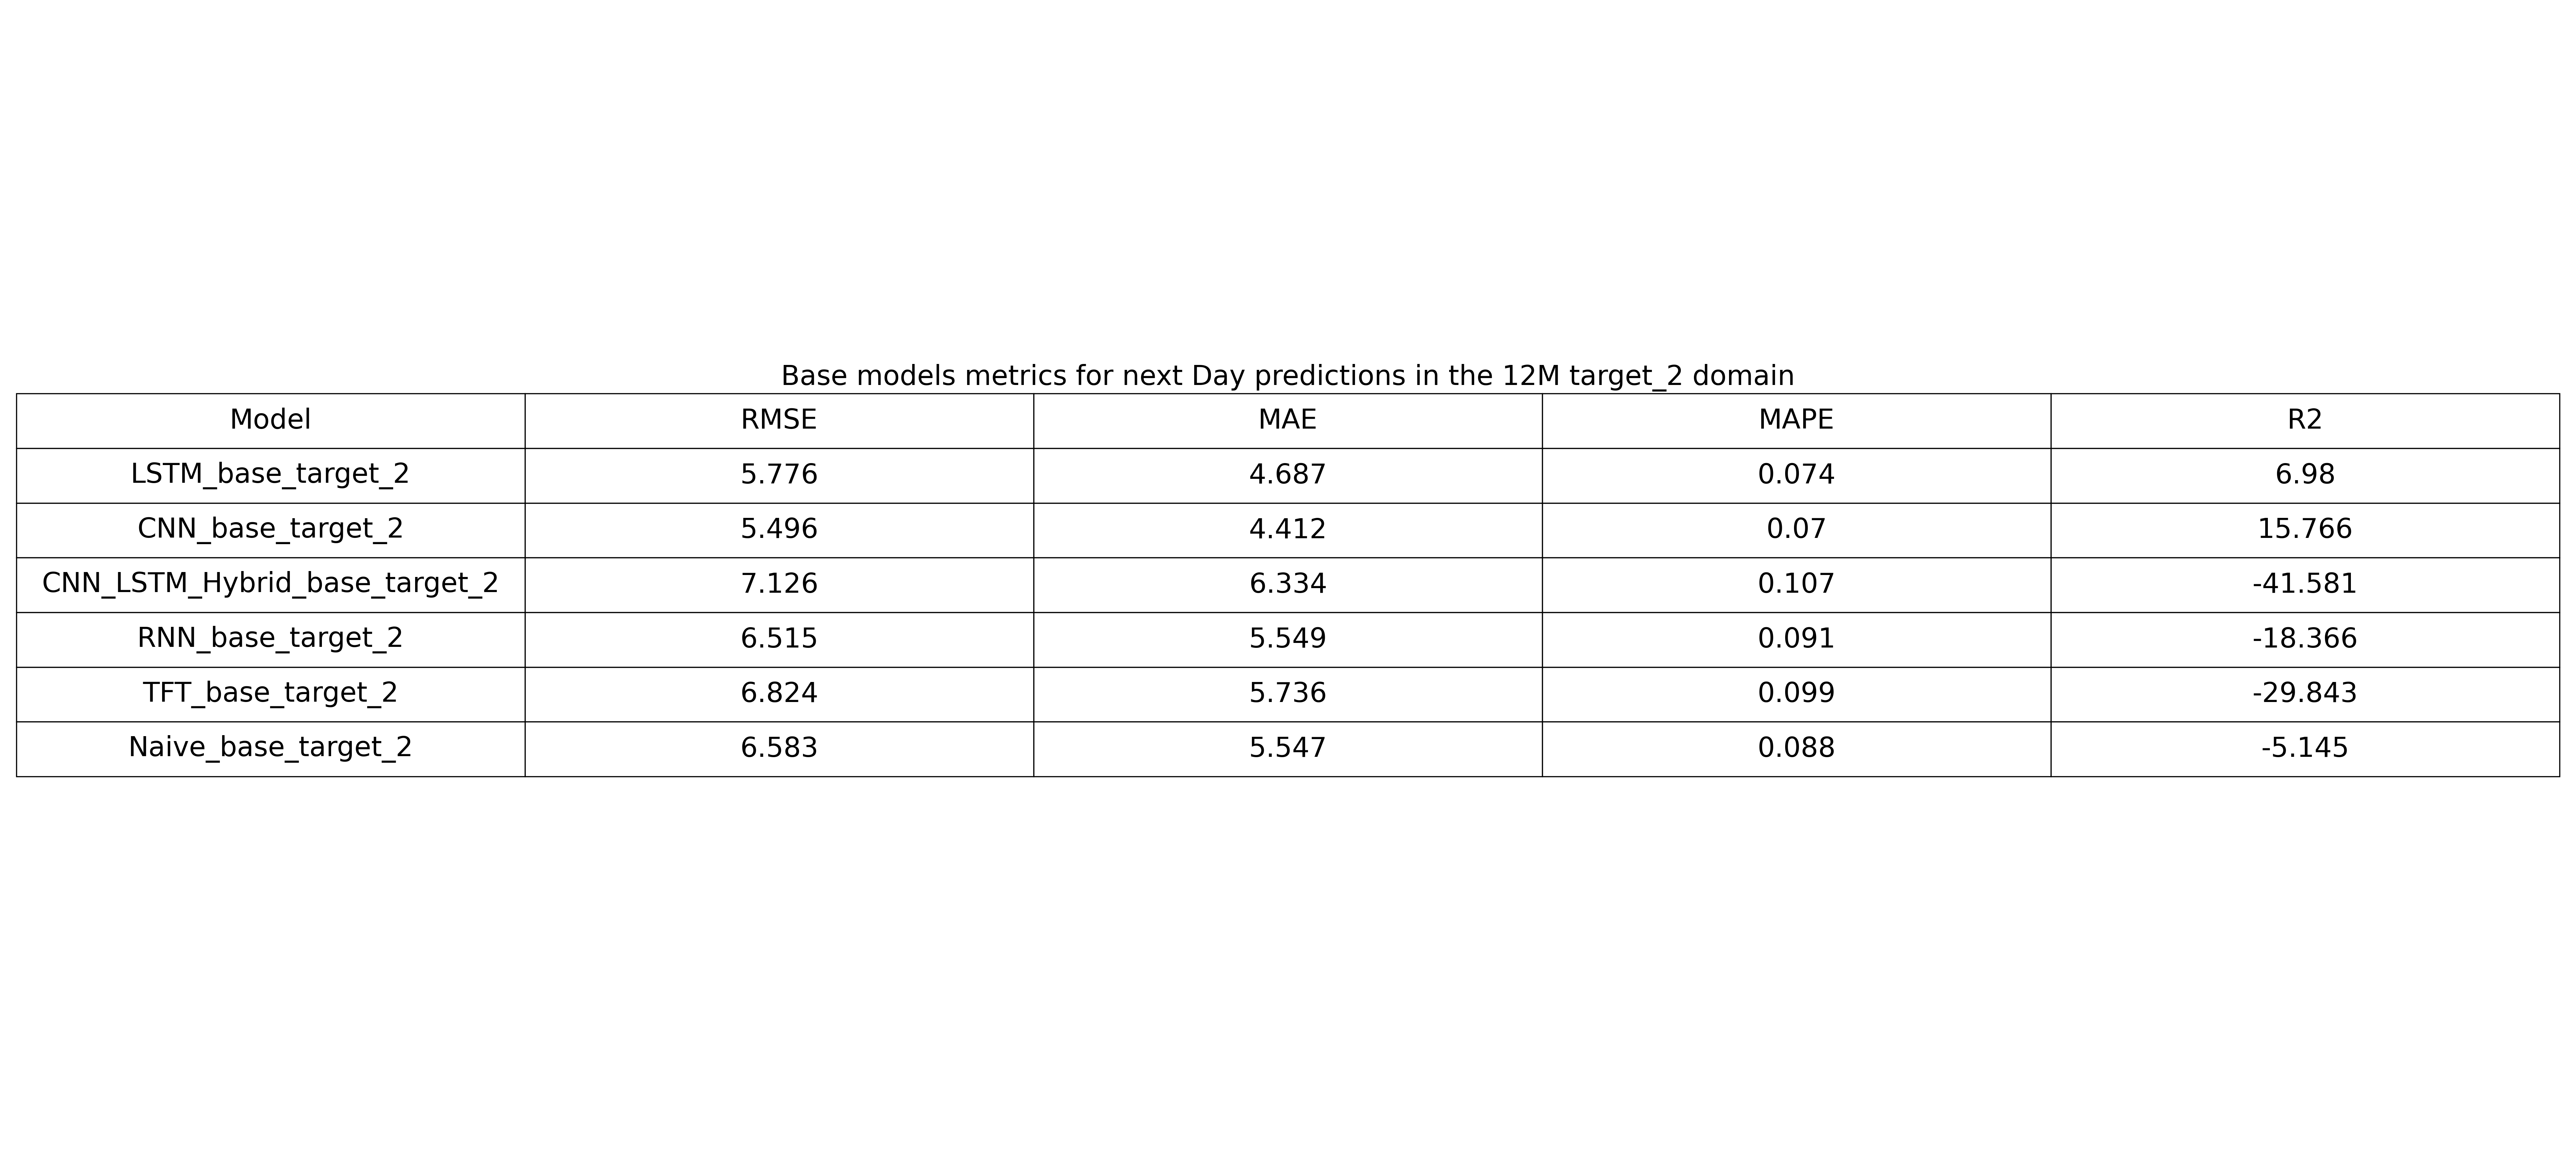 Base models metrics for next Day predictions in the 12M target_2 domain
Model RMSE MAE MAPE R2
LSTM_base_target_2 5.776 4.687 0.074 6.98
CNN_base_target_2 5.496 4.412 0.07 15.766
CNN_LSTM_Hybrid_base_target_2 7.126 6.334 0.107 -41.581
RNN_base_target_2 6.515 5.549 0.091 -18.366
TFT_base_target_2 6.824 5.736 0.099 -29.843
Naive_base_target_2 6.583 5.547 0.088 -5.145